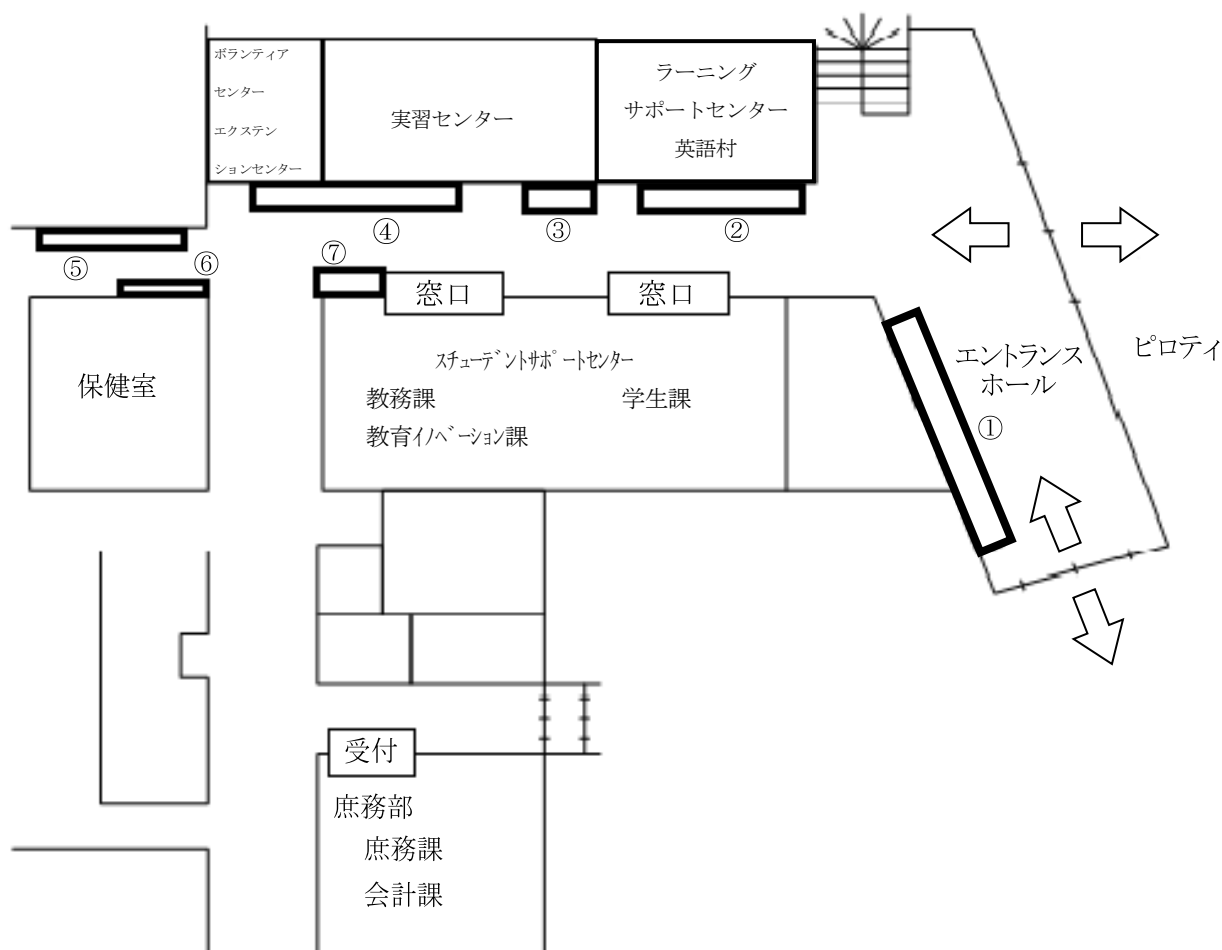 ボランティア
センター
エクステン
ションセンター
実習センター
ラーニング
サポートセンター
英語村
④
③
②
⑤
⑥
⑦
窓口
窓口
スチューデントサポートセンター
教務課
学生課
教育イノベーション課
保健室
エントランス
ホール
ピロティ
①
受付
庶務部
庶務課
会計課